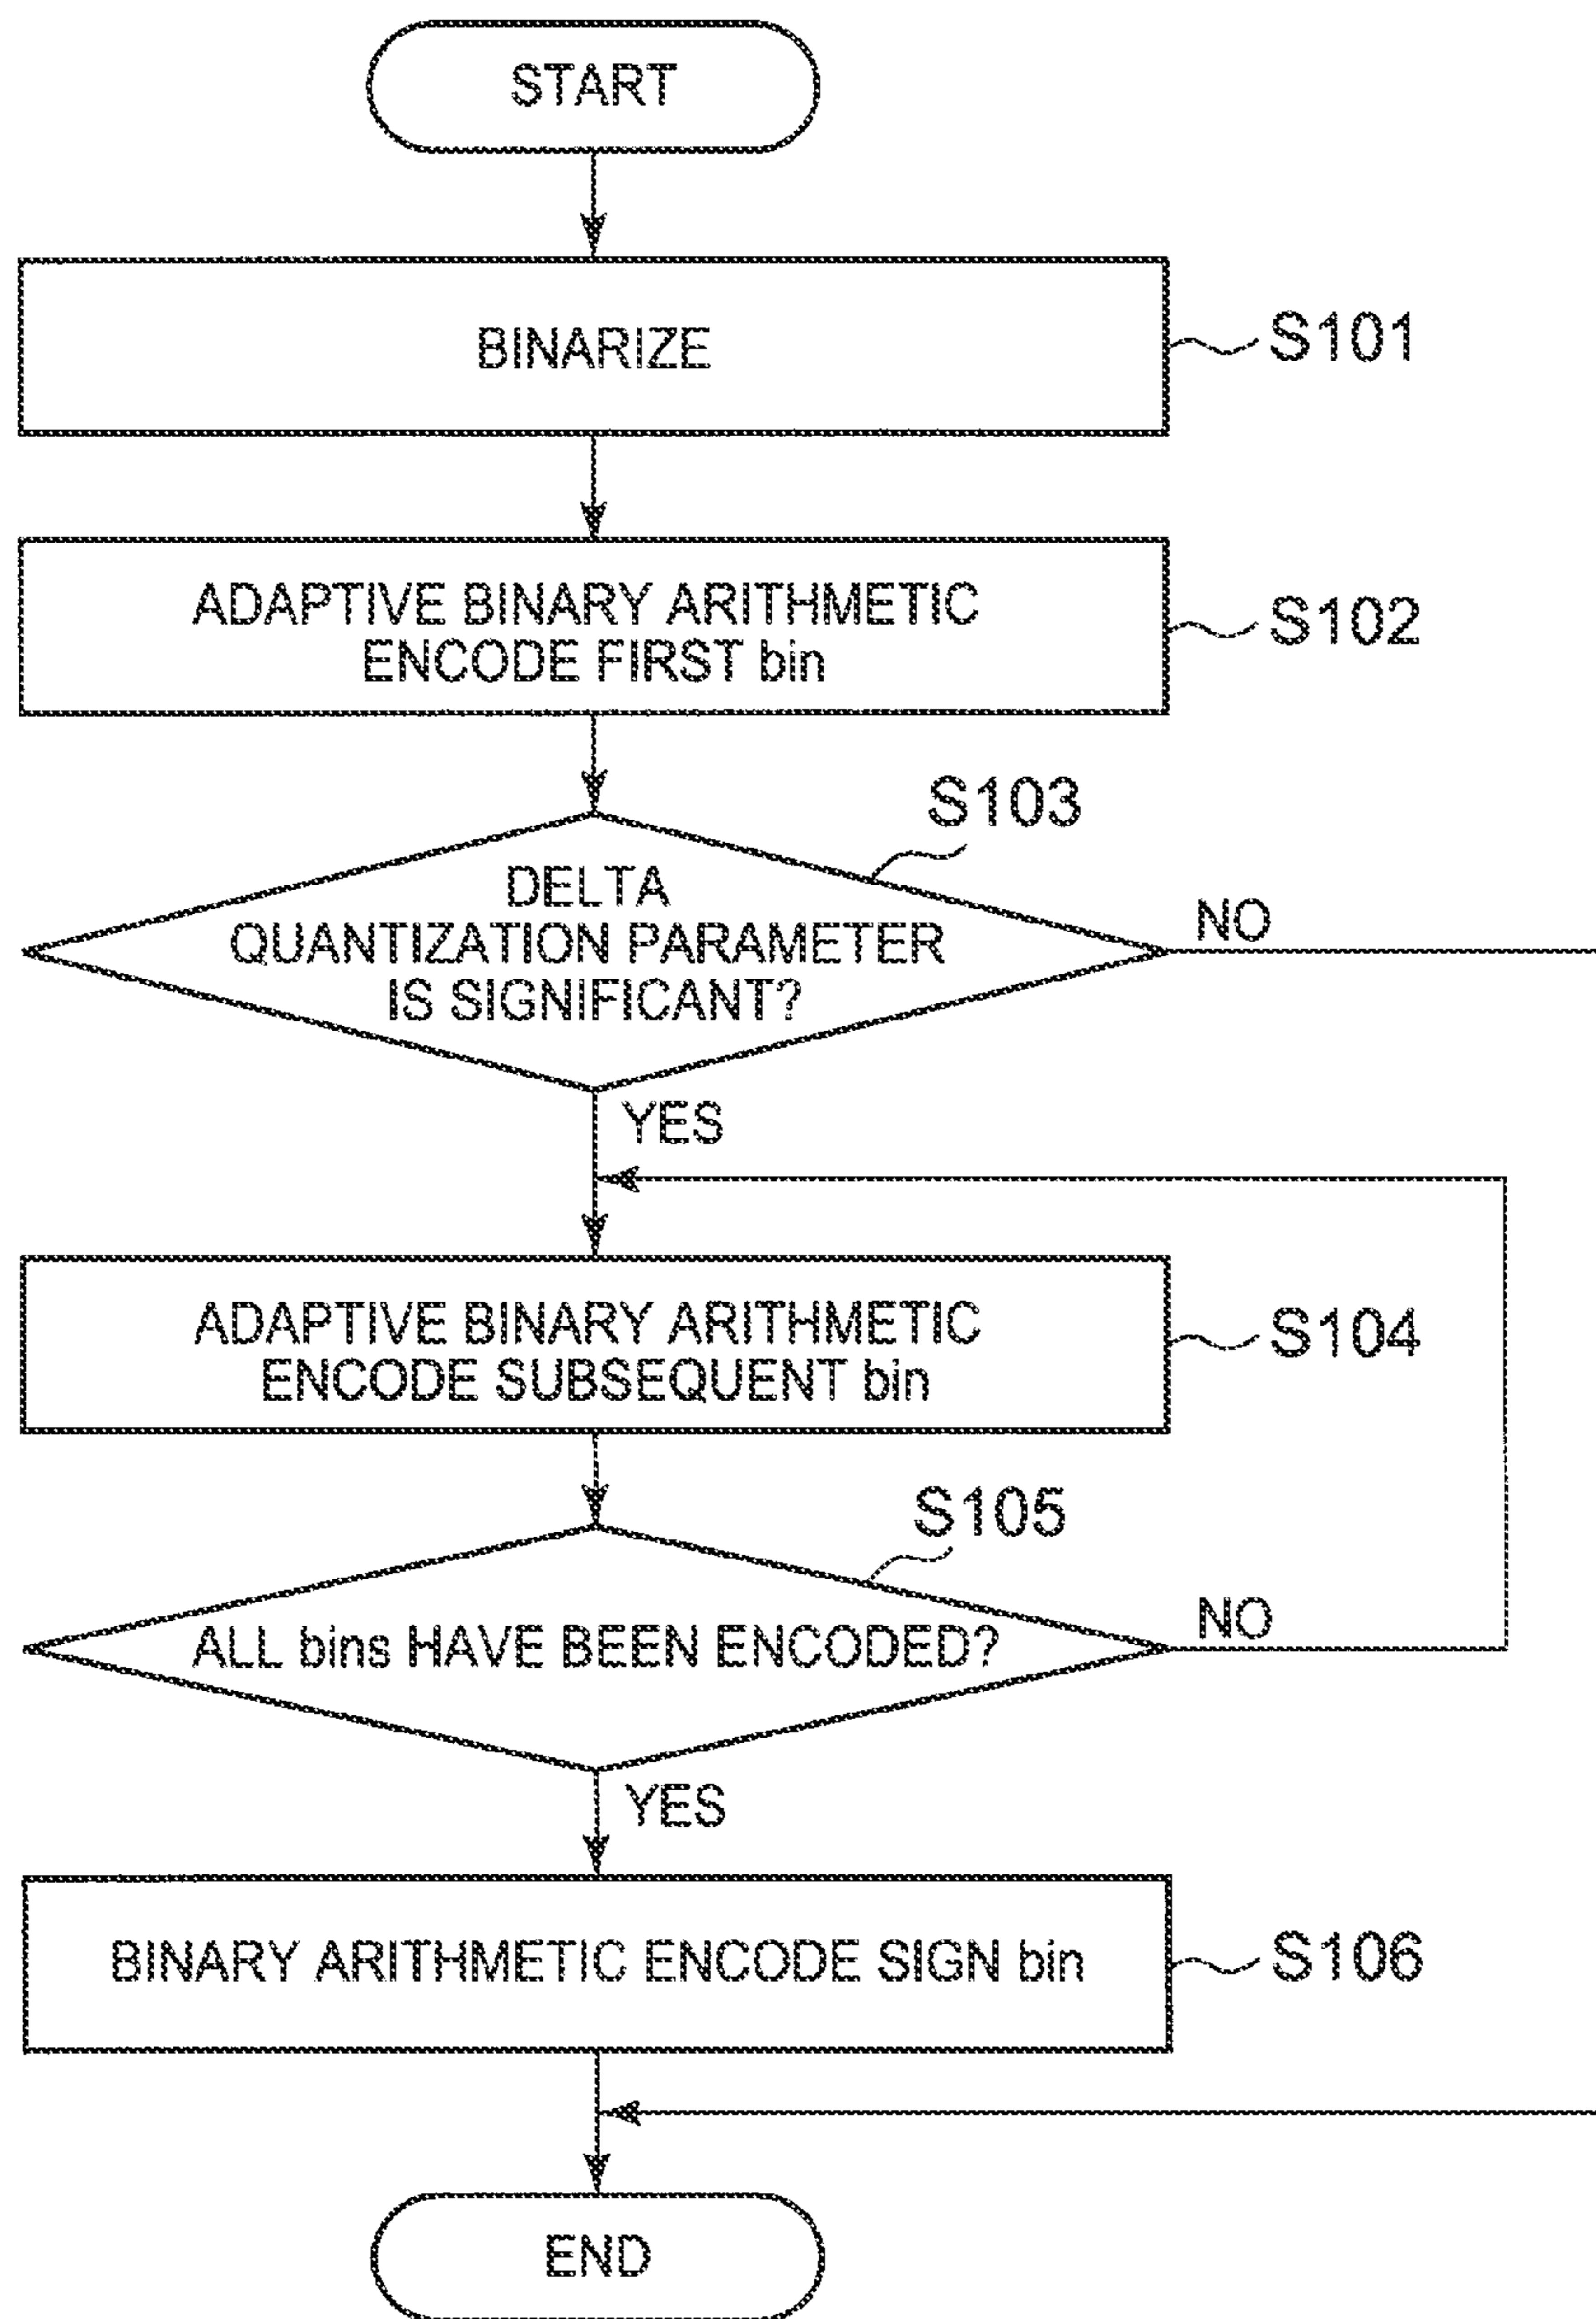 START
BINARIZE
S101
ADAPTIVE BINARY ARITHMETIC
ENCODE FIRST bin
S102
S103
DELTA
QUANTIZATION PARAMETER
IS SIGNIFICANT?
NO
YES
ADAPTIVE BINARY ARITHMETIC
ENCODE SUBSEQUENT bin
S104
S105
ALL bins HAVE BEEN ENCODED?
NO
YES
BINARY ARITHMETIC ENCODE SIGN bin
S106
END